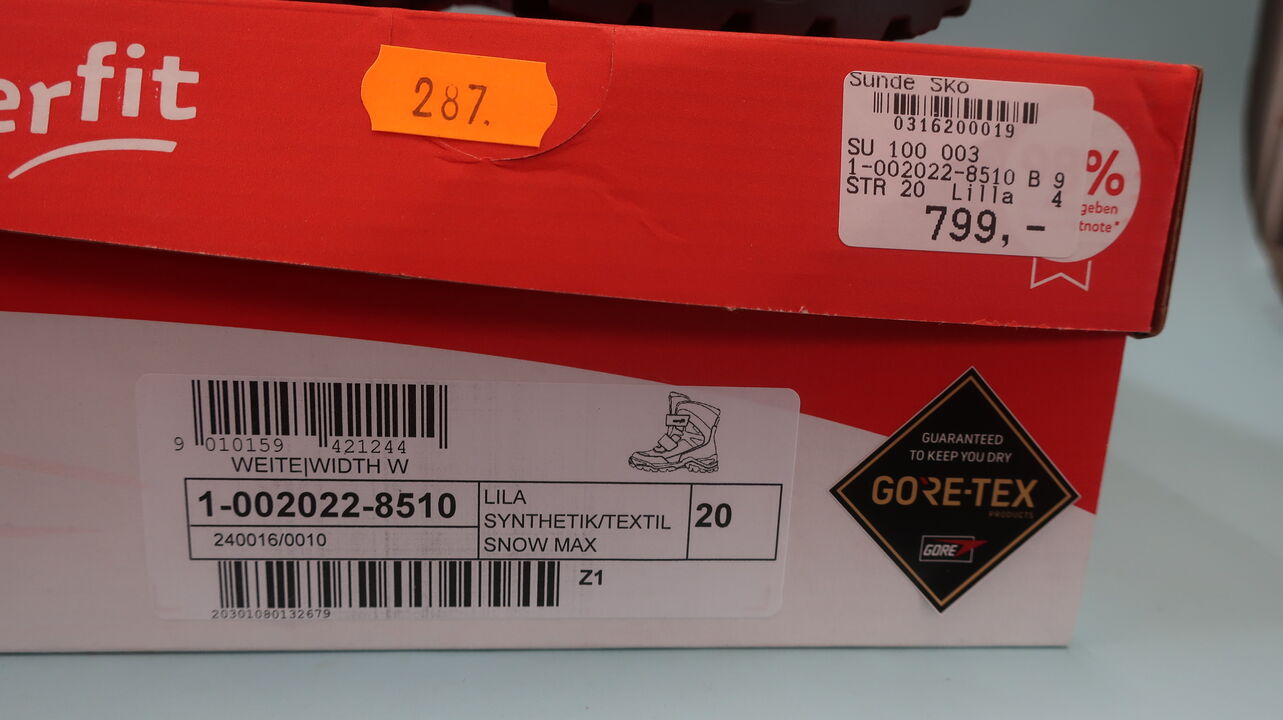 erfit
287.
Sunde Sko
0316200019
SU 100 003
1-002022-8510 B 9
STR 20 Lilla 4
799,-
%
geben
tnote*
9 010159 421244
WEITE|WIDTH W
1-002022-8510
240016/0010
LILA
SYNTHETIK/TEXTIL
SNOW MAX
20
Z1
20301080132679
GUARANTEED
TO KEEP YOU DRY
GORE-TEX
PRODUCTS
GORE